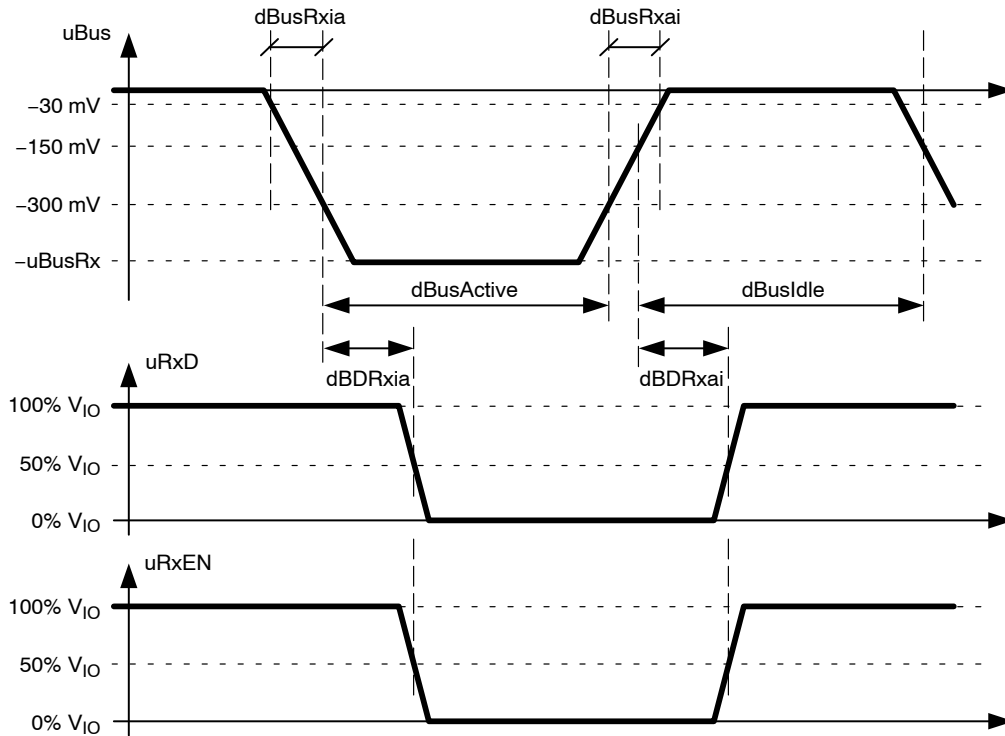 dBusRxia
dBusRxai
uBus
−30 mV
−150 mV
−300 mV
−uBusRx
dBusActive
dBusIdle
uRxD
dBDRxia
dBDRxai
100% VIO
50% VIO
0% VIO
uRxEN
100% VIO
50% VIO
0% VIO